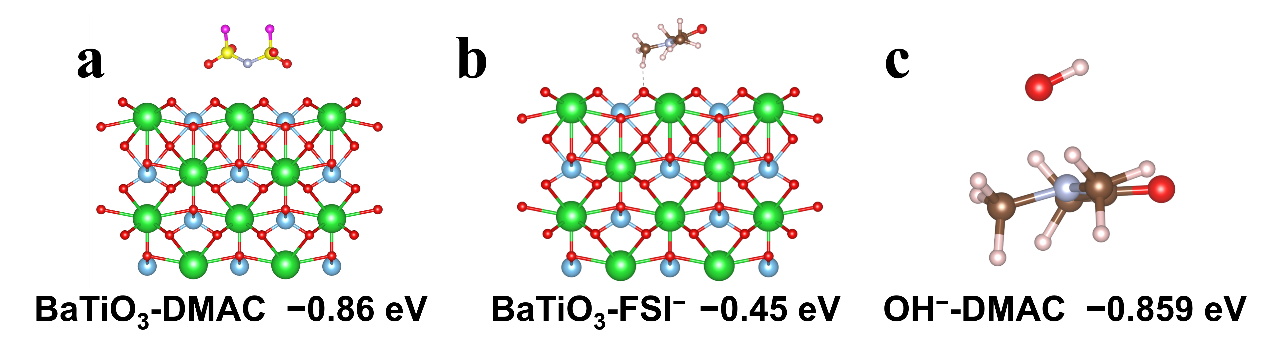 a
b
c
BaTiO₃-DMAC −0.86 eV
BaTiO₃-FSI⁻ −0.45 eV
OH⁻-DMAC −0.859 eV